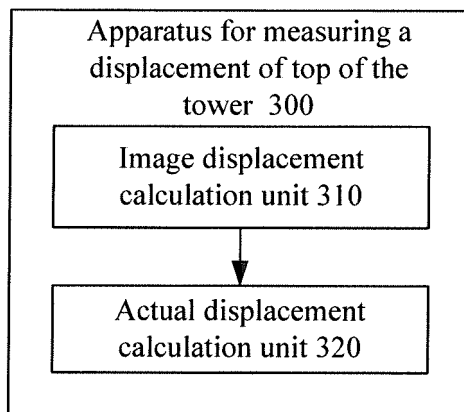 Apparatus for measuring a
displacement of top of the
tower 300
Image displacement
calculation unit 310
Actual displacement
calculation unit 320